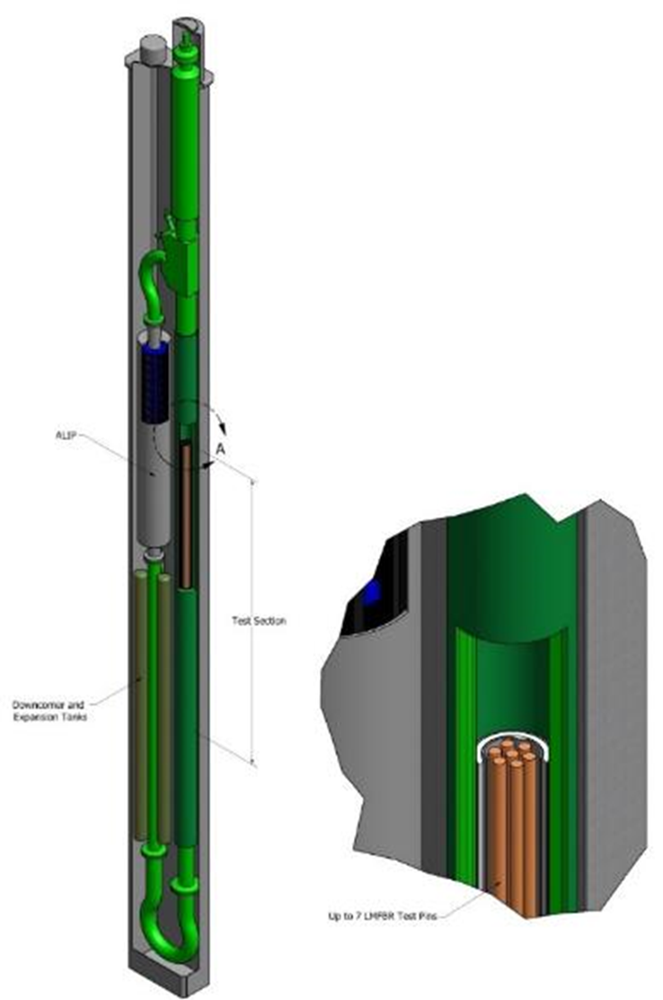 ALIP
A
Test Section
Downcomer and
Expansion Tanks
Up to 7 LMFBR Test Pins